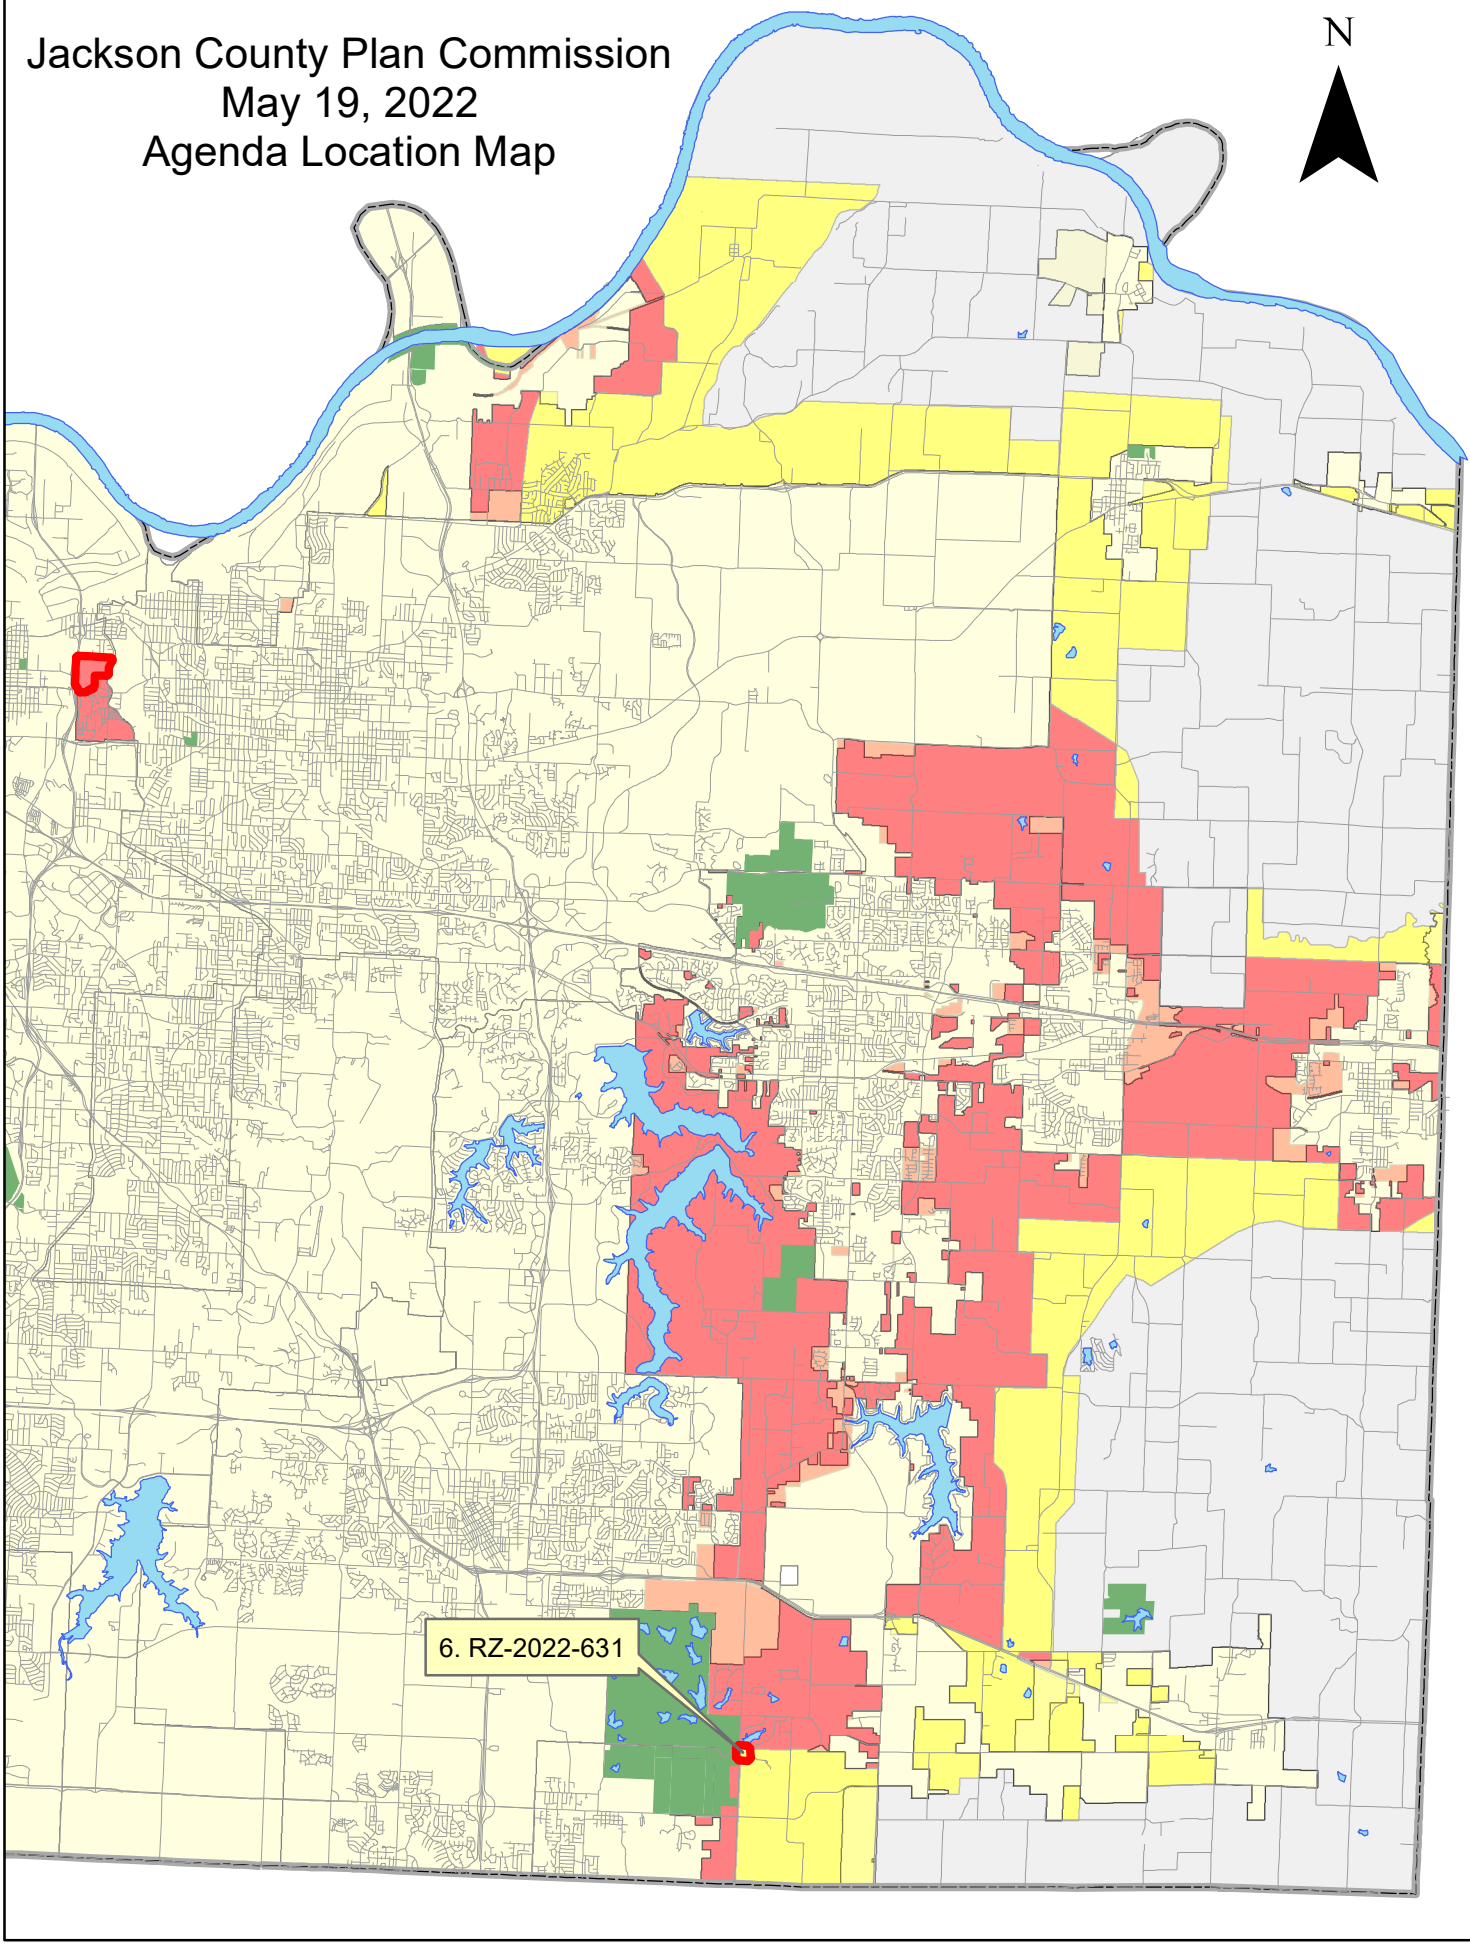 Jackson County Plan Commission
May 19, 2022
Agenda Location Map
N
6. RZ-2022-631